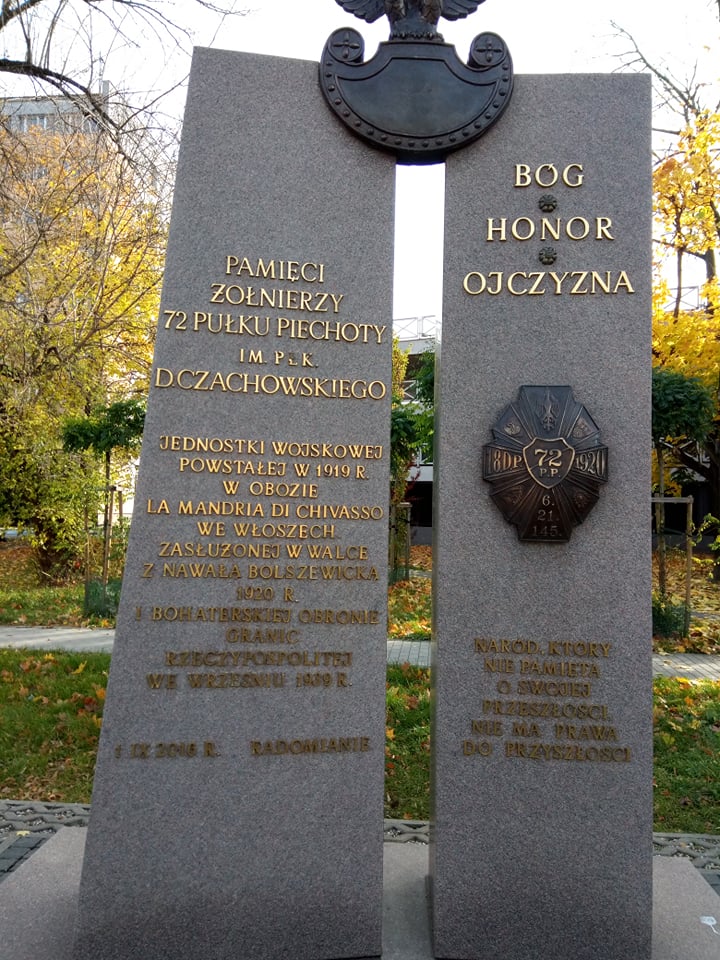 PAMIĘCI
ŻOŁNIERZY
72 PUŁKU PIECHOTY
IM. PŁK.
D.CZACHOWSKIEGO
JEDNOSTKI WOJSKOWEJ
POWSTAŁEJ W 1919 R.
W OBOZIE
LA MANDRIA DI CHIVASSO
WE WŁOSZECH
ZASŁUŻONEJ W WALCE
Z NAWAŁĄ BOLSZEWICKĄ
1920 R.
I BOHATERSKIEJ OBRONIE
GRANIC
RZECZYPOSPOLITEJ
WE WRZEŚNIU 1939 R.
1 IX 2016 R. RADOMIANIE
BÓG
HONOR
OJCZYZNA
18DP. 72 1920
P.P.
6.
21.
145.
NARÓD, KTÓRY
NIE PAMIĘTA
O SWOJEJ
PRZESZŁOŚCI,
NIE MA PRAWA
DO PRZYSZŁOŚCI